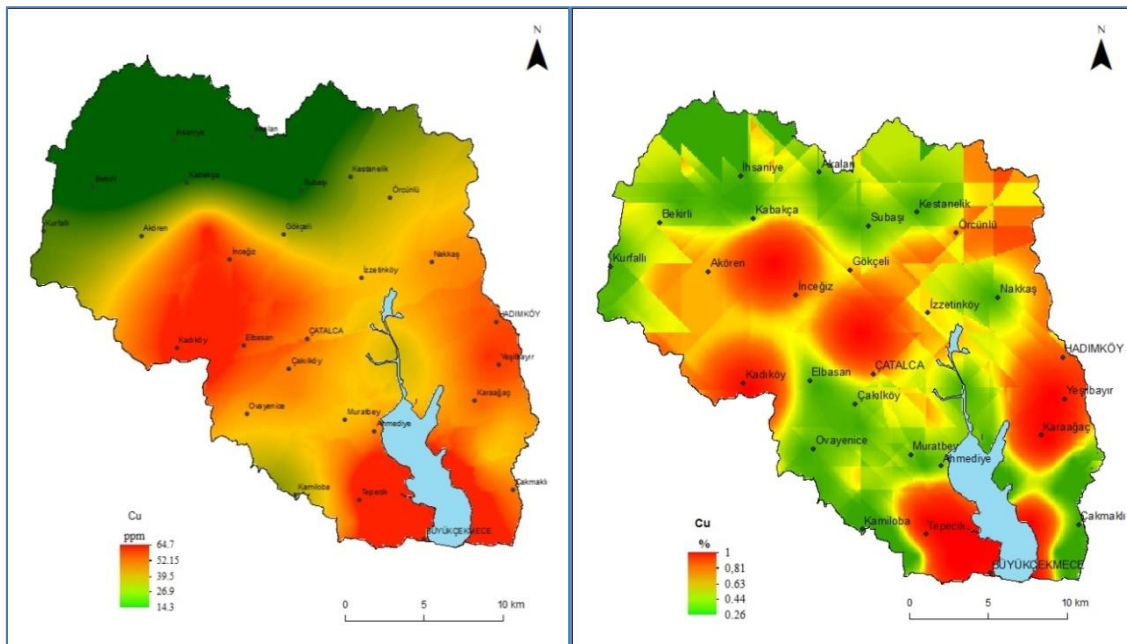 N
İhsaniye
Akalan
Kestanelik
Bekirli
Kabakça
Subaşı
Örcünlü
Kurfallı
Akören
Gökçeli
İnceğiz
Nakkaş
İzzetinköy
HADIMKÖY
Kadıköy
Elbasan
ÇATALCA
Çakılköy
Yeşilbayır
Karaağaç
Ovayenice
Muratbey
Ahmediye
Kamiloba
Tepecik
Çakmaklı
BÜYÜKÇEKMECE
Cu
ppm
64.7
52.15
39.5
26.9
14.3
0 5 10 km
N
İhsaniye
Akalan
Bekirli
Kabakça
Subaşı
Kestanelik
Örcünlü
Kurfallı
Akören
Gökçeli
İnceğiz
Nakkaş
İzzetinköy
HADIMKÖY
Kadıköy
Elbasan
ÇATALCA
Çakılköy
Yeşilbayır
Karaağaç
Ovayenice
Muratbey
Ahmediye
Kamiloba
Tepecik
Çakmaklı
BÜYÜKÇEKMECE
Cu
%
1
0,81
0.63
0.44
0.26
0 5 10 km